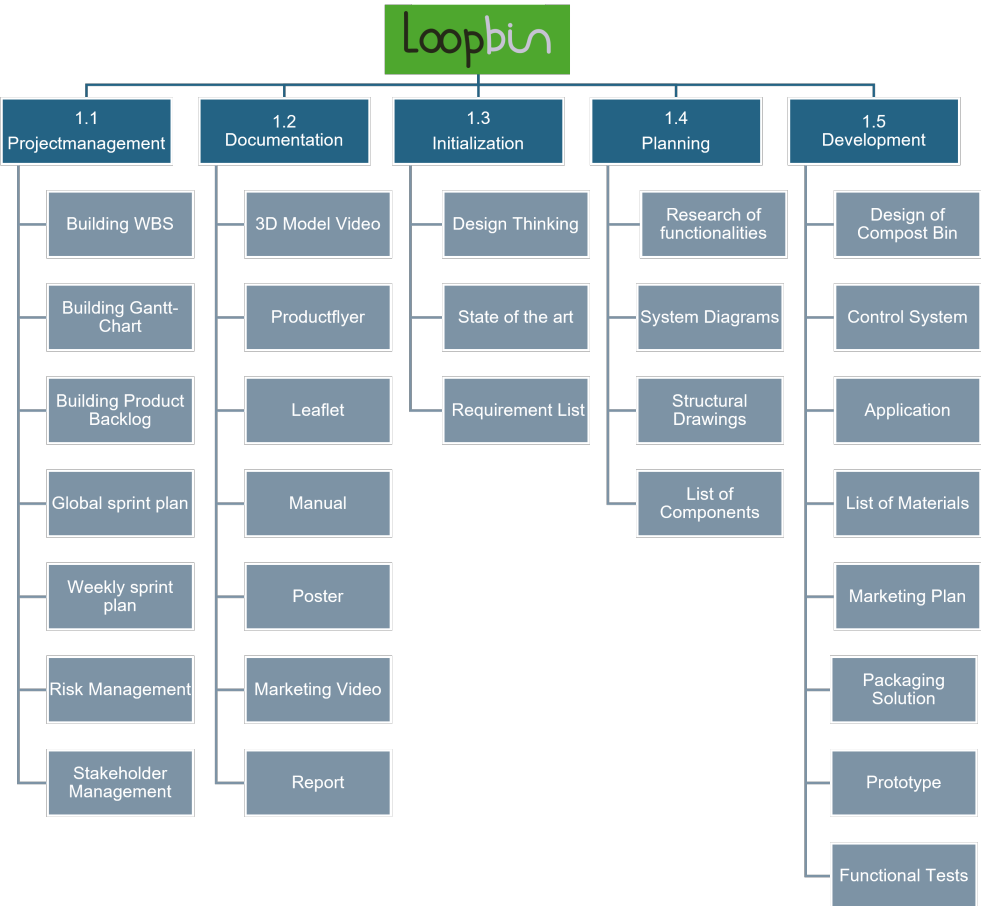 Loopbin
1.1
Projectmanagement
Building WBS
Building Gantt-
Chart
Building Product
Backlog
Global sprint plan
Weekly sprint
plan
Risk Management
Stakeholder
Management
1.2
Documentation
3D Model Video
Productflyer
Leaflet
Manual
Poster
Marketing Video
Report
1.3
Initialization
Design Thinking
State of the art
Requirement List
1.4
Planning
Research of
functionalities
System Diagrams
Structural
Drawings
List of
Components
1.5
Development
Design of
Compost Bin
Control System
Application
List of Materials
Marketing Plan
Packaging
Solution
Prototype
Functional Tests